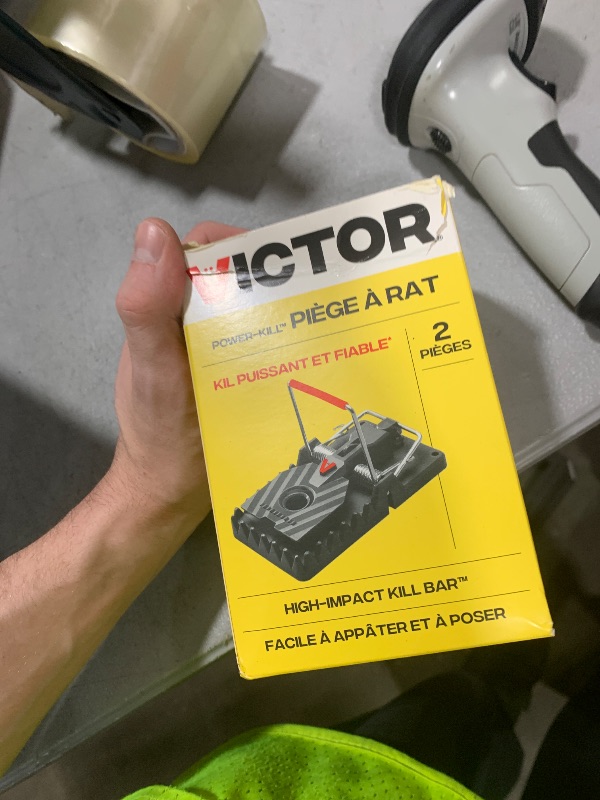 VICTOR®
POWER-KILL™ PIÈGE À RAT
KIL PUISSANT ET FIABLE*
2
PIÈGES
HIGH-IMPACT KILL BAR™
FACILE À APPÂTER ET À POSER